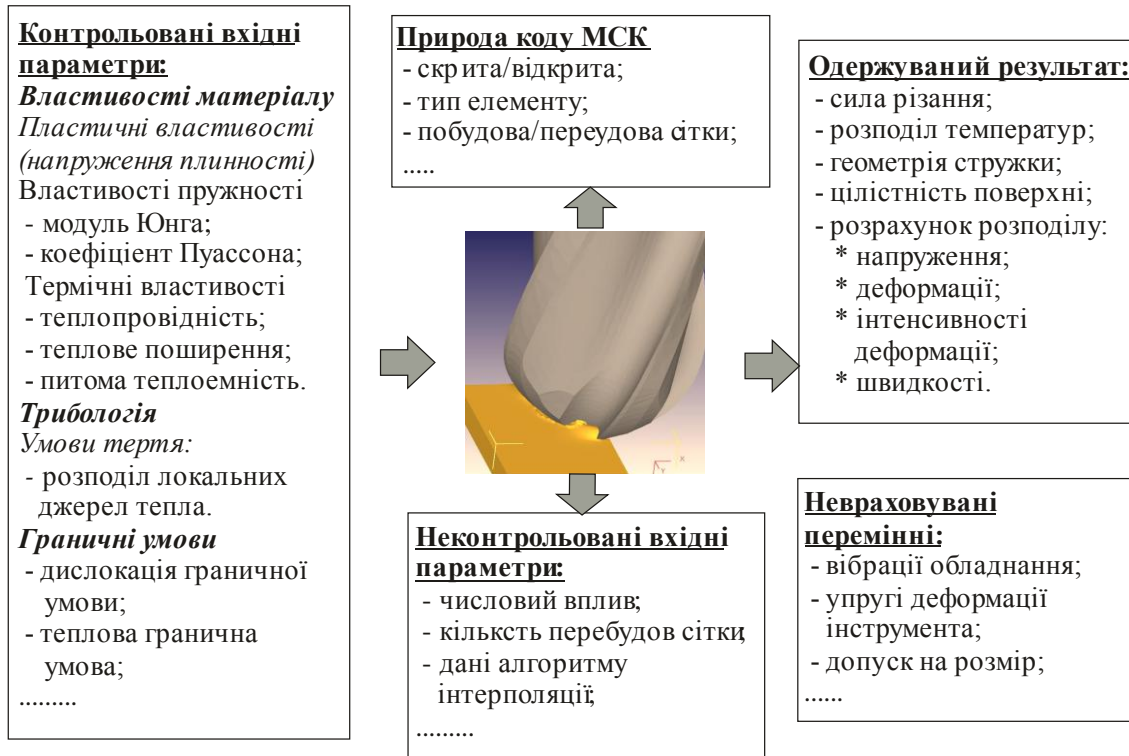 Контрольовані вхідні
параметри:
Властивості матеріалу
Пластичні властивості
(напруження плинності)
Властивості пружності
- модуль Юнга;
- коефіцієнт Пуассона;
Термічні властивості
- теплопровідність;
- теплове поширення;
- питома теплоемність.
Трибологія
Умови тертя:
- розподіл локальних
джерел тепла.
Граничні умови
- дислокація граничної
умови;
- теплова гранична
умова;
.........
Природа коду МСК
- скрита/відкрита;
- тип елементу;
- побудова/переудова сітки;
.....
Неконтрольовані вхідні
параметри:
- числовий вплив;
- кільксть перебудов сітки;
- дані алгоритму
інтерполяції;
.........
Одержуваний результат:
- сила різання;
- розподіл температур;
- геометрія стружки;
- цілістність поверхні;
- розрахунок розподілу:
* напруження;
* деформації;
* інтенсивності
деформації;
* швидкості.
Невраховувані
перемінні:
- вібрації обладнання;
- упругі деформації
інструмента;
- допуск на розмір;
......